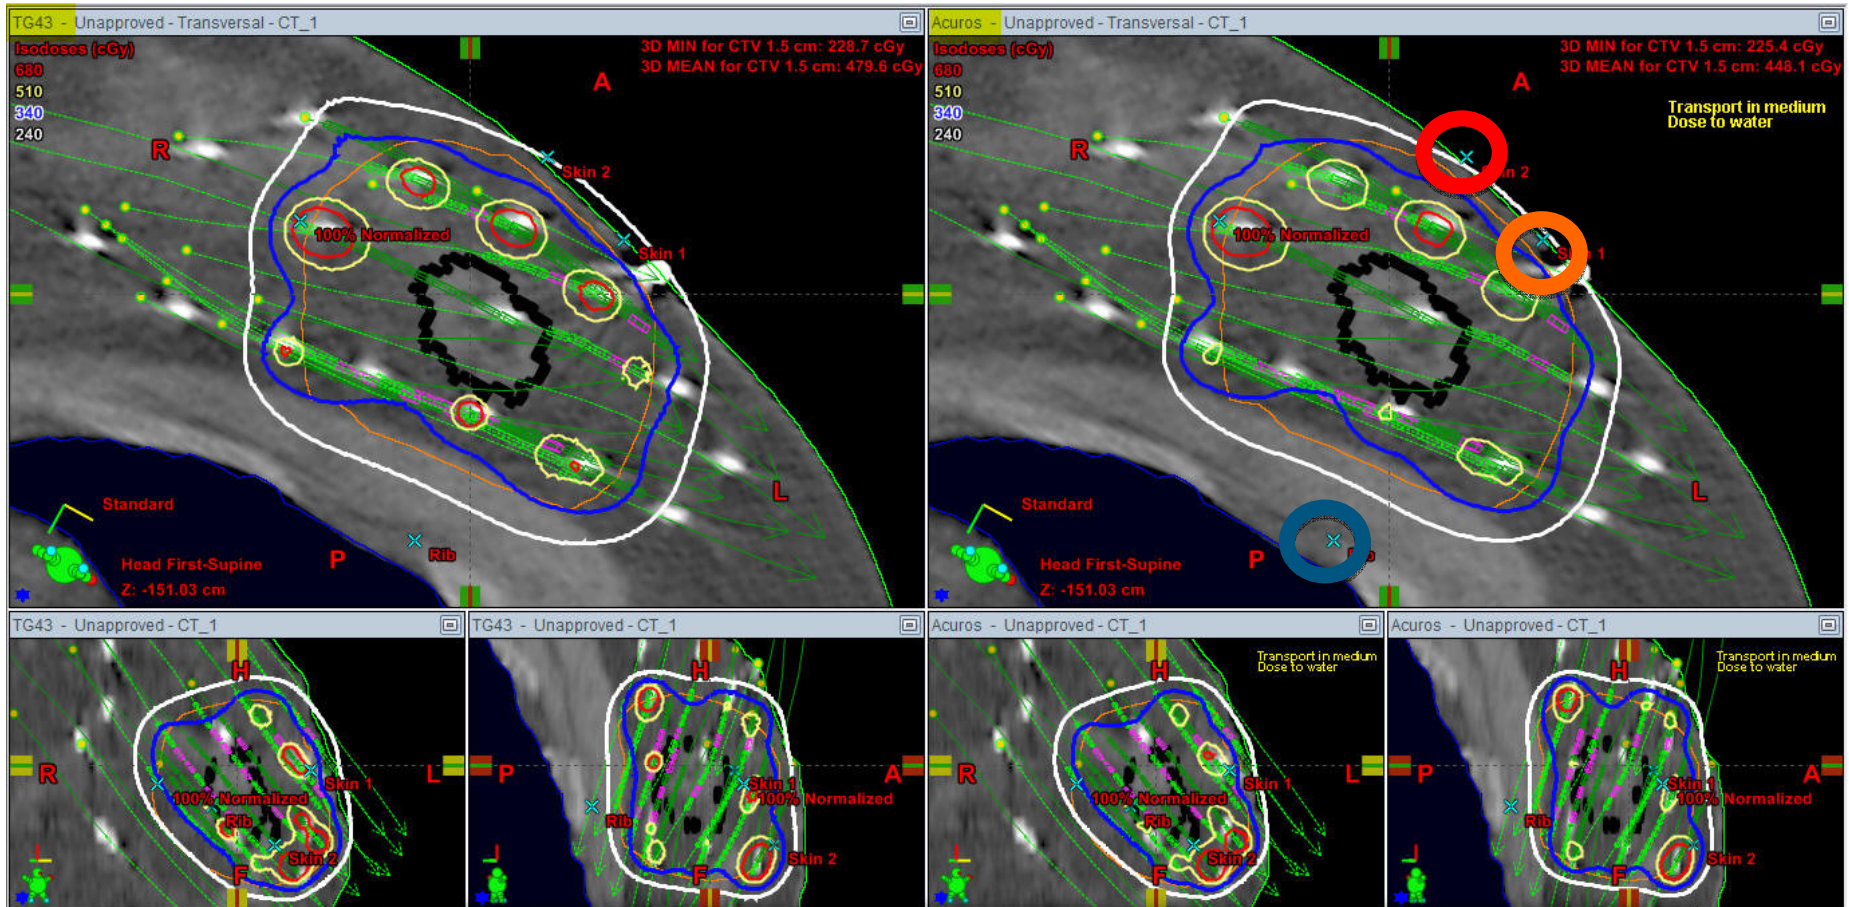 TG43 - Unapproved - Transversal - CT_1
Isodoses (cGy)
680
510
340
240
3D MIN for CTV 1.5 cm: 228.7 cGy
3D MEAN for CTV 1.5 cm: 479.6 cGy
A
R
Skin 2
100% Normalized
Skin 1
L
Standard
Rib
P
Head First-Supine
Z: -151.03 cm
Acuros - Unapproved - Transversal - CT_1
Isodoses (cGy)
680
510
340
240
3D MIN for CTV 1.5 cm: 225.4 cGy
3D MEAN for CTV 1.5 cm: 448.1 cGy
A
Transport in medium
Dose to water
R
100% Normalized
L
Standard
P
Head First-Supine
Z: -151.03 cm
TG43 - Unapproved - CT_1
H
R
L
Skin 1
100% Normalized
Rib
Skin 2
F
TG43 - Unapproved - CT_1
H
P
A
Skin 1
100% Normalized
Rib
Skin 2
F
Acuros - Unapproved - CT_1
Transport in medium
Dose to water
H
R
L
Skin 1
100% Normalized
Rib
Skin 2
F
Acuros - Unapproved - CT_1
Transport in medium
Dose to water
H
P
A
Skin 1
100% Normalized
Rib
Skin 2
F